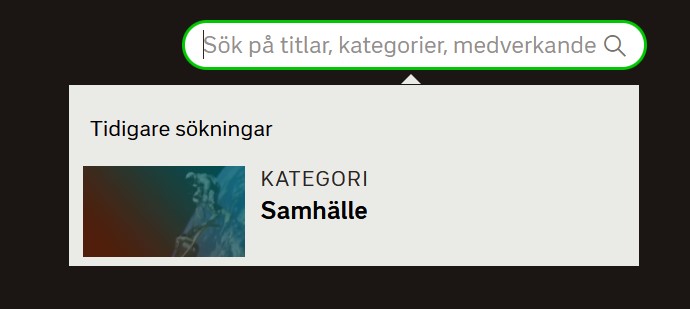 Sök på titlar, kategorier, medverkande
Tidigare sökningar
KATEGORI
Samhälle